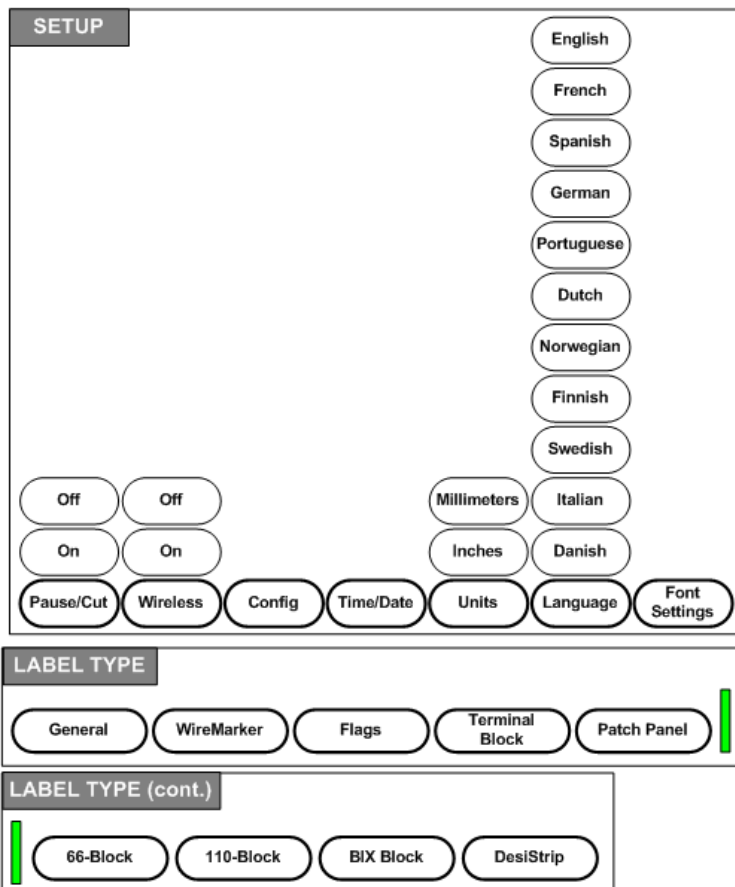 SETUP
English
French
Spanish
German
Portuguese
Dutch
Norwegian
Finnish
Swedish
Off Off Millimeters Italian
On On Inches Danish
Pause/Cut Wireless Config Time/Date Units Language Font
Settings
LABEL TYPE
General WireMarker Flags Terminal
Block Patch Panel
LABEL TYPE (cont.)
66-Block 110-Block BIX Block DesiStrip